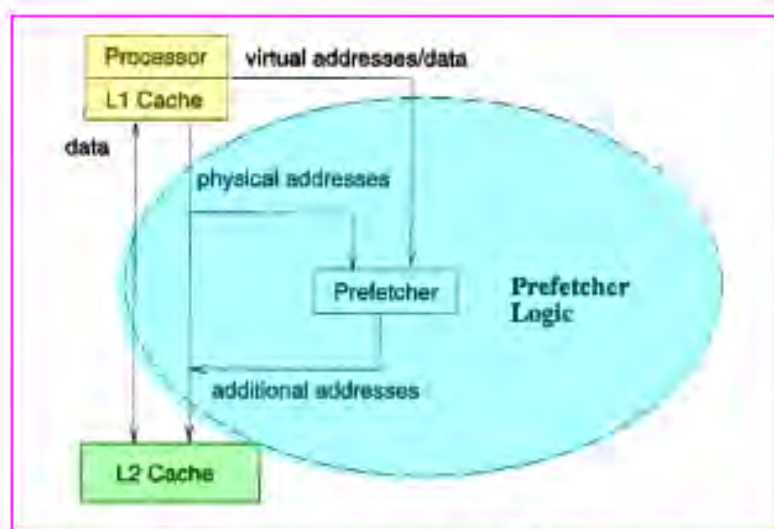 Processor
virtual addresses/data
L1 Cache
data
physical addresses
Prefetcher
Prefetcher
Logic
additional addresses
L2 Cache